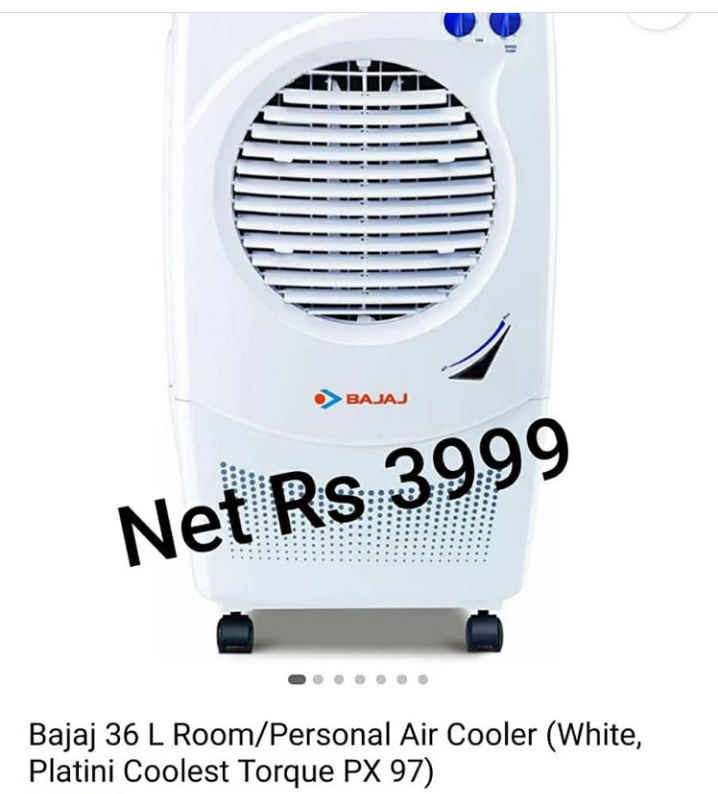 BAJAJ
Net Rs 3999
Bajaj 36 L Room/Personal Air Cooler (White,
Platini Coolest Torque PX 97)